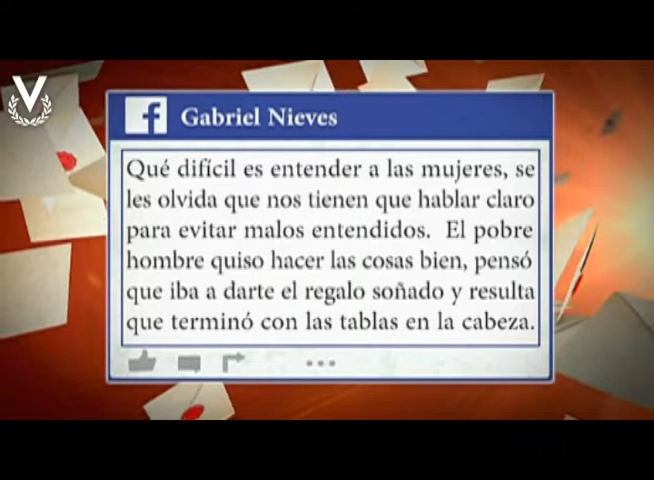 V
f Gabriel Nieves
Qué difícil es entender a las mujeres, se
les olvida que nos tienen que hablar claro
para evitar malos entendidos. El pobre
hombre quiso hacer las cosas bien, pensó
que iba a darte el regalo soñado y resulta
que terminó con las tablas en la cabeza.